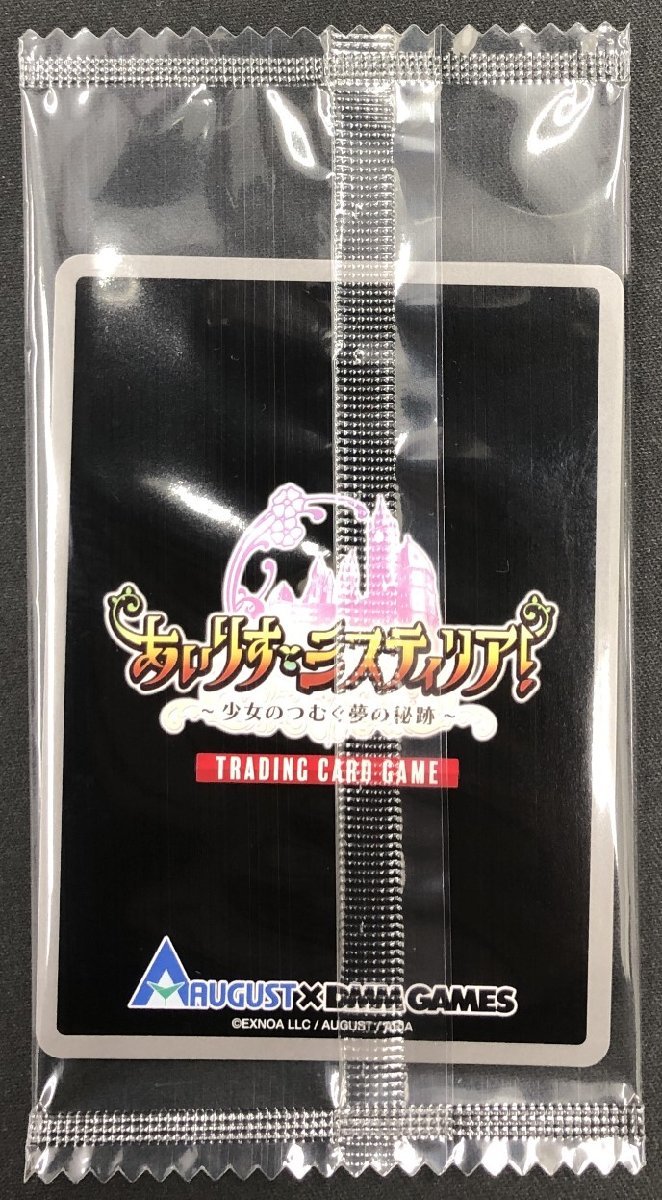 あいりすミスティリア!
~少女のつむぐ夢の秘跡~
TRADING CARD GAME
AUGUST×DMM GAMES
©EXNOA LLC / AUGUST / ARIA